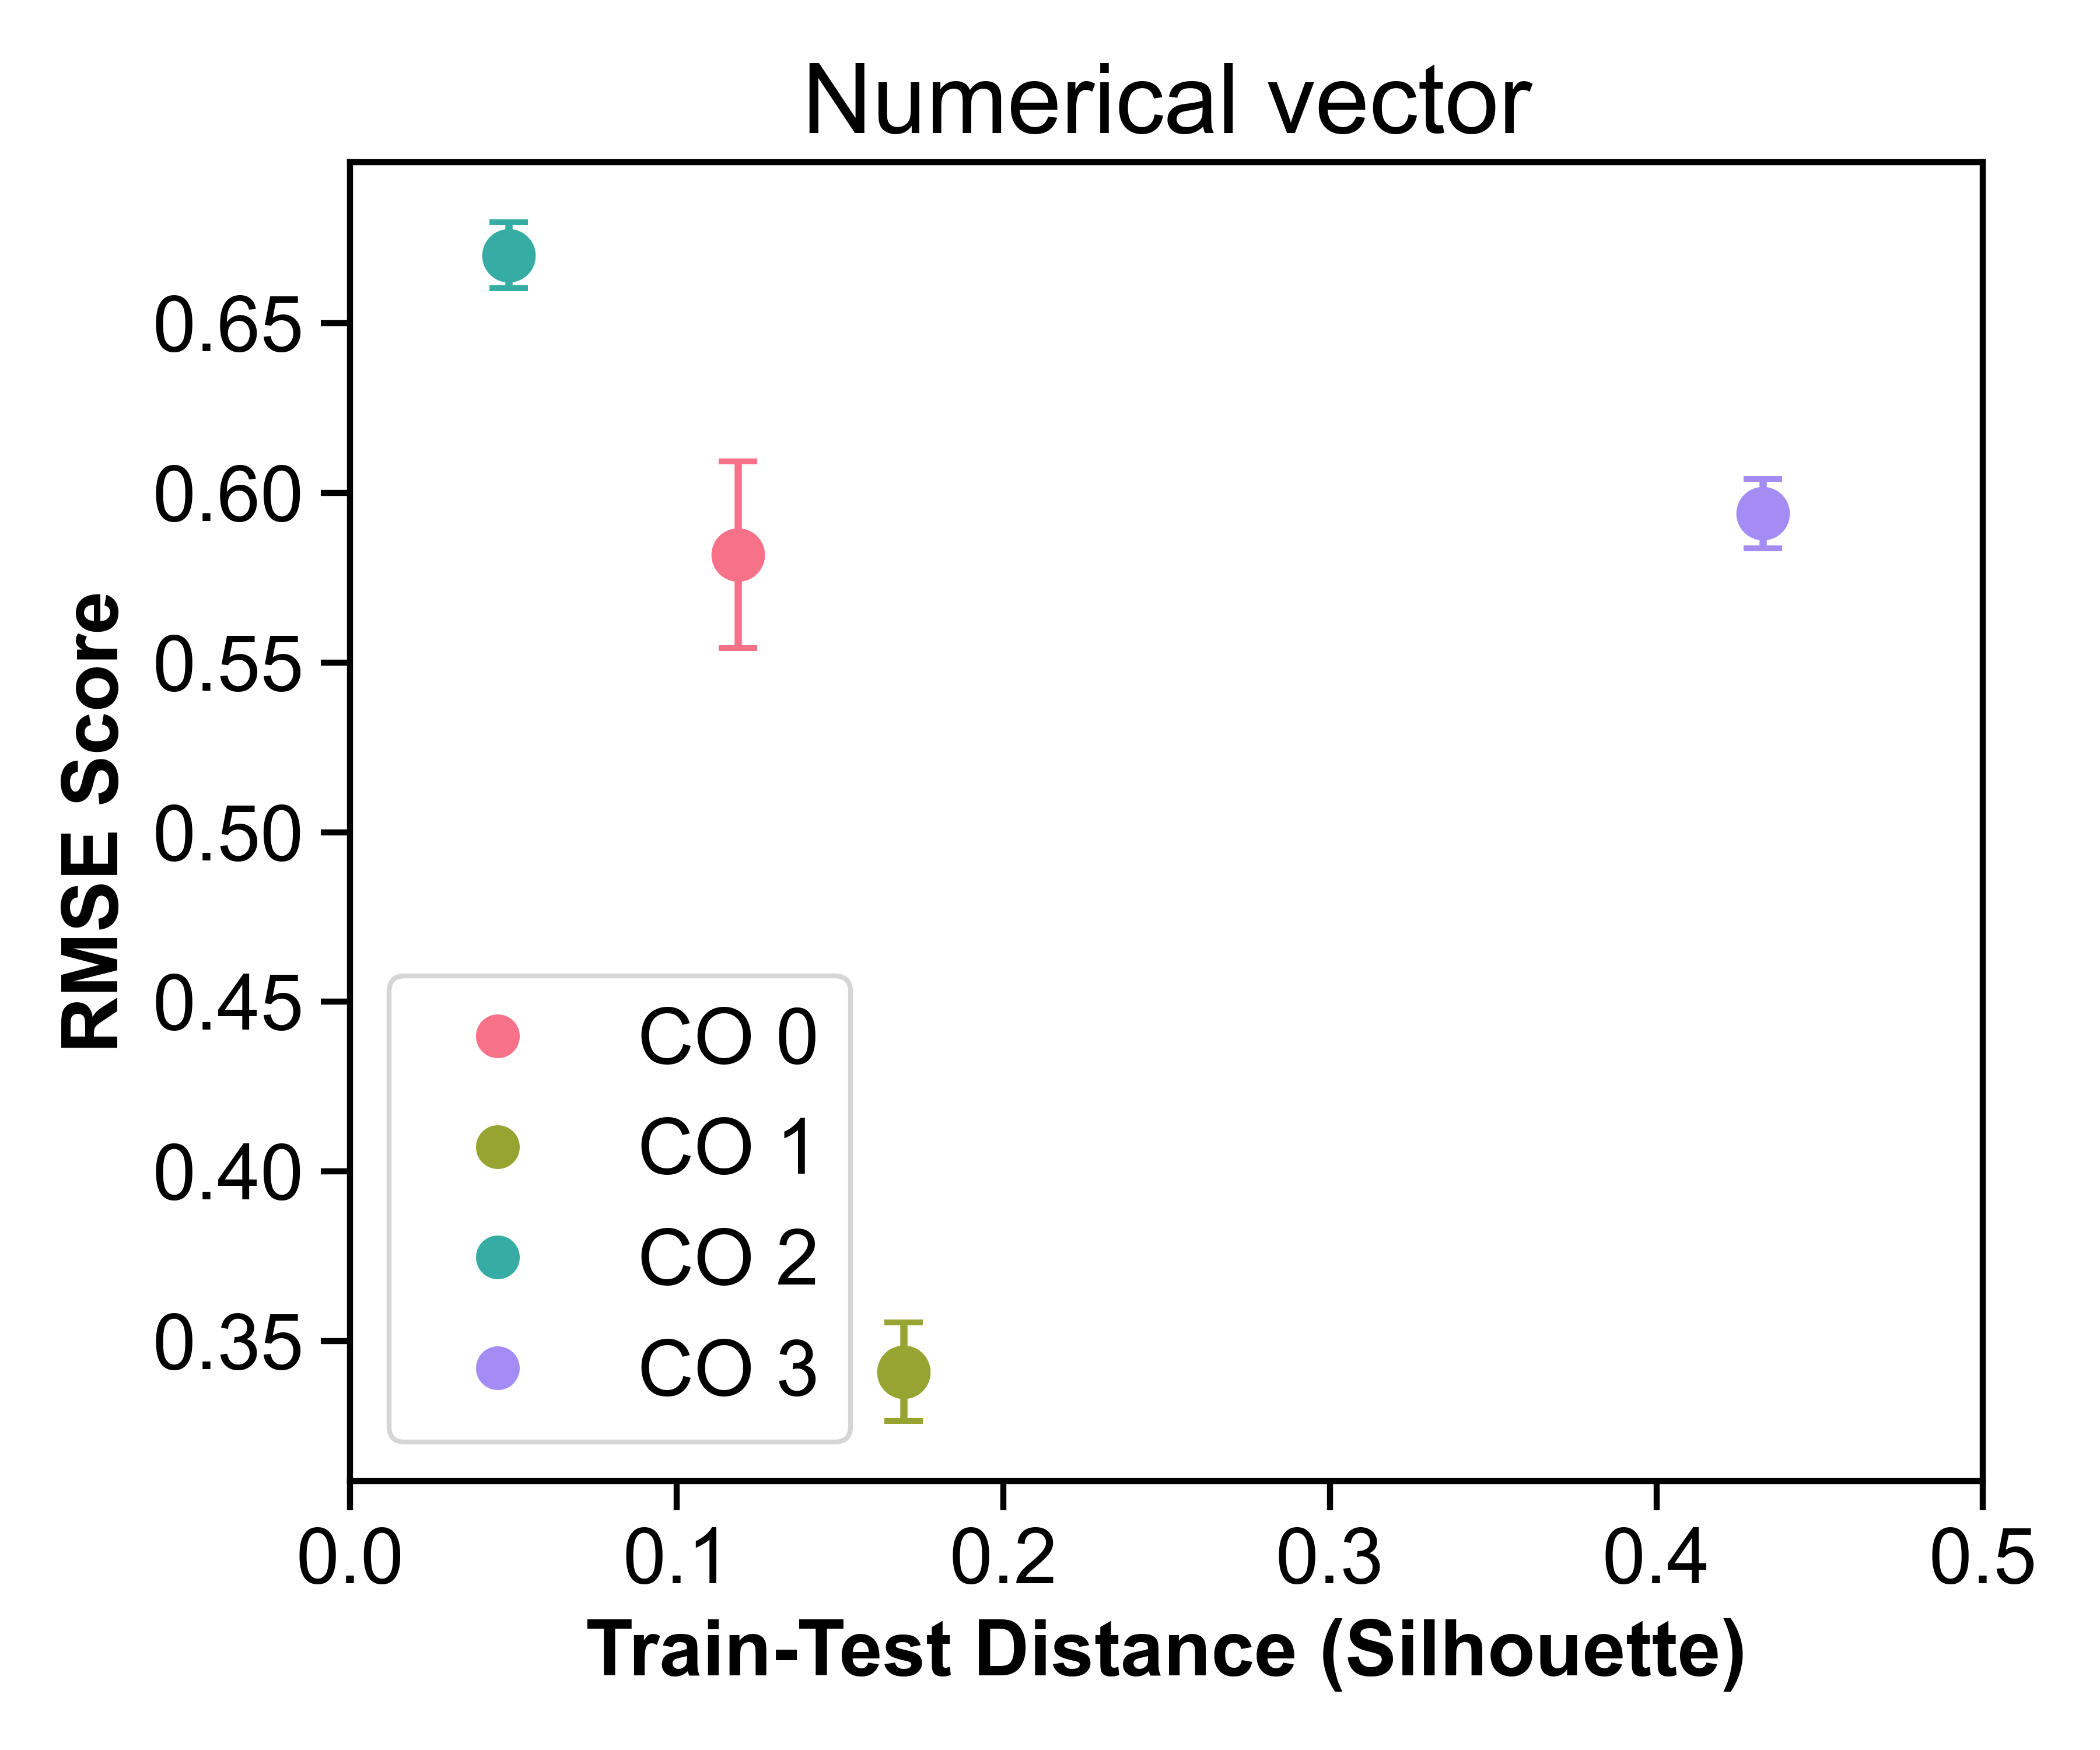 Numerical vector
RMSE Score
0.65
0.60
0.55
0.50
0.45
0.40
0.35
CO 0
CO 1
CO 2
CO 3
0.0 0.1 0.2 0.3 0.4 0.5
Train-Test Distance (Silhouette)